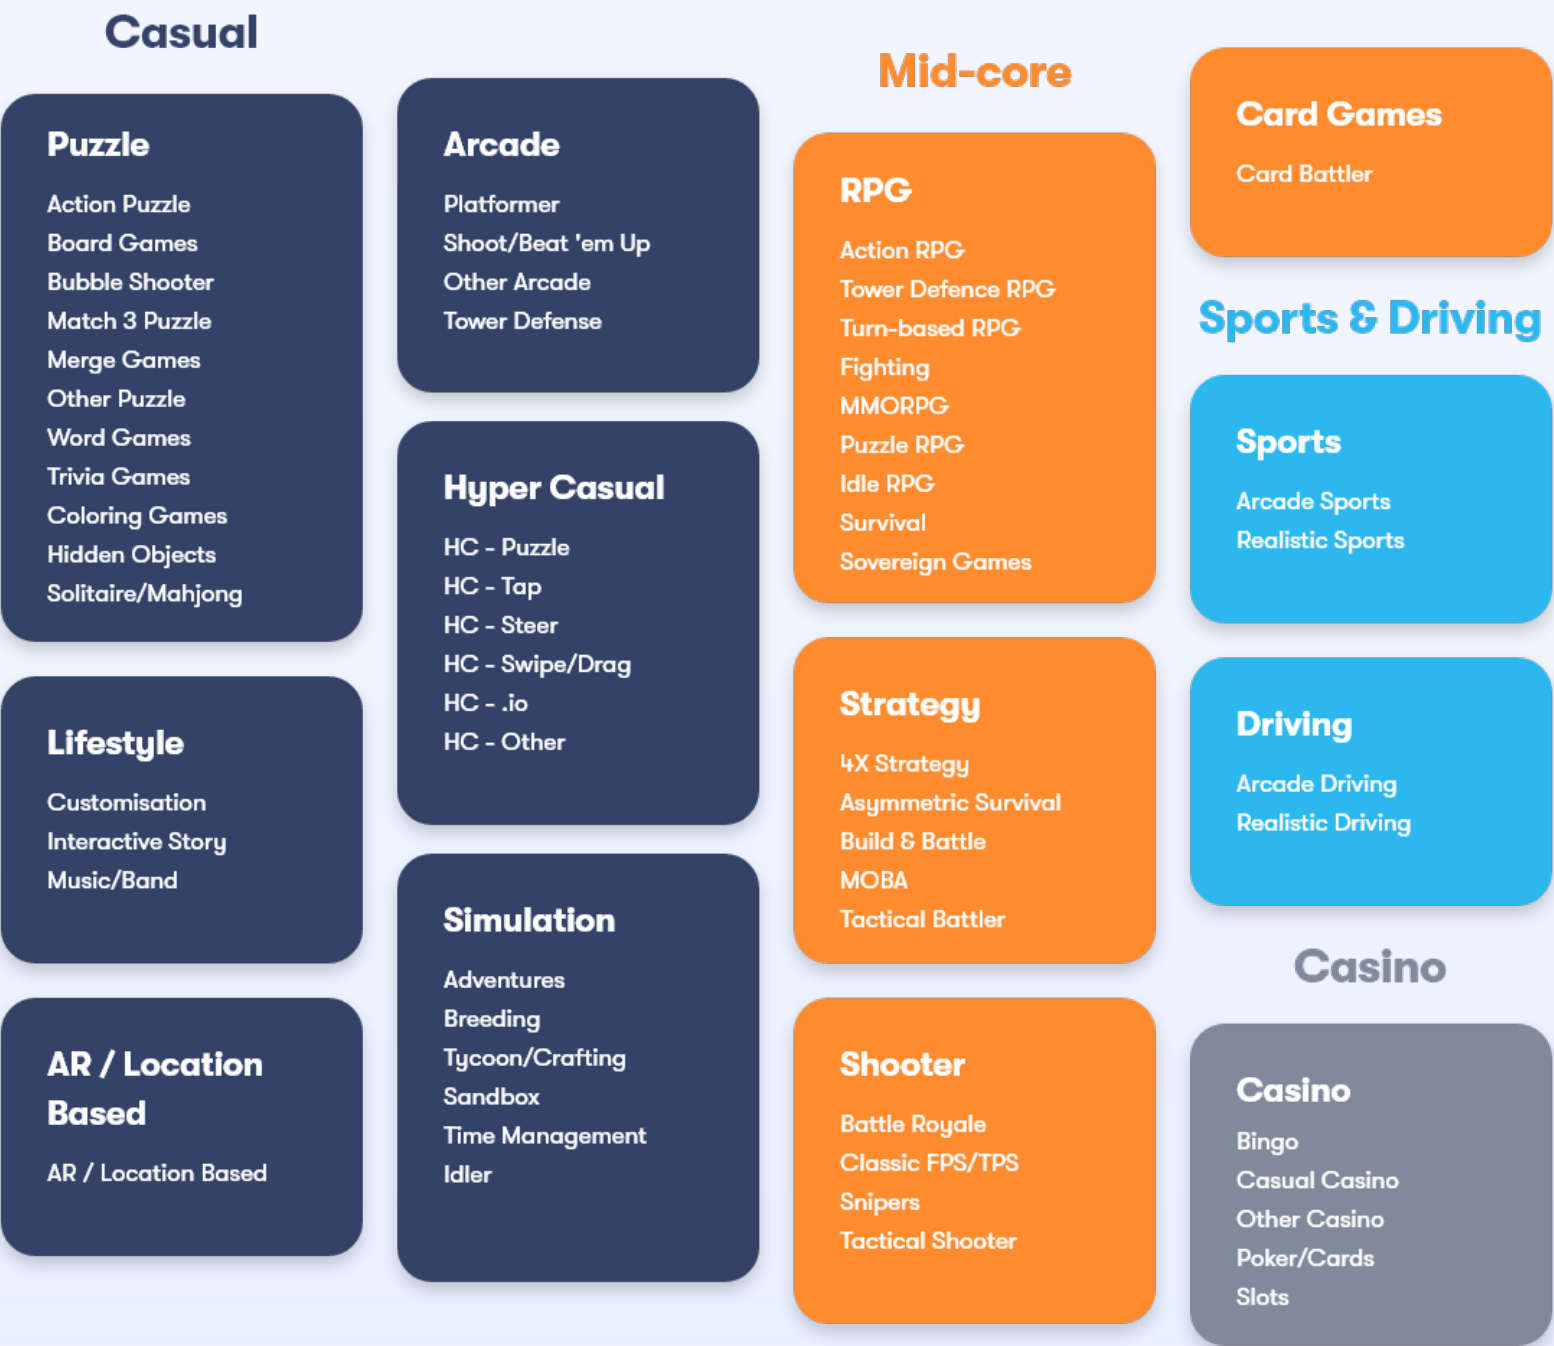 Casual
Puzzle
Action Puzzle
Board Games
Bubble Shooter
Match 3 Puzzle
Merge Games
Other Puzzle
Word Games
Trivia Games
Coloring Games
Hidden Objects
Solitaire/Mahjong
Lifestyle
Customisation
Interactive Story
Music/Band
AR / Location
Based
AR / Location Based
Arcade
Platformer
Shoot/Beat 'em Up
Other Arcade
Tower Defense
Hyper Casual
HC - Puzzle
HC - Tap
HC - Steer
HC - Swipe/Drag
HC - .io
HC - Other
Simulation
Adventures
Breeding
Tycoon/Crafting
Sandbox
Time Management
Idler
Mid-core
RPG
Action RPG
Tower Defence RPG
Turn-based RPG
Fighting
MMORPG
Puzzle RPG
Idle RPG
Survival
Sovereign Games
Strategy
4X Strategy
Asymmetric Survival
Build & Battle
MOBA
Tactical Battler
Shooter
Battle Royale
Classic FPS/TPS
Snipers
Tactical Shooter
Card Games
Card Battler
Sports & Driving
Sports
Arcade Sports
Realistic Sports
Driving
Arcade Driving
Realistic Driving
Casino
Casino
Bingo
Casual Casino
Other Casino
Poker/Cards
Slots